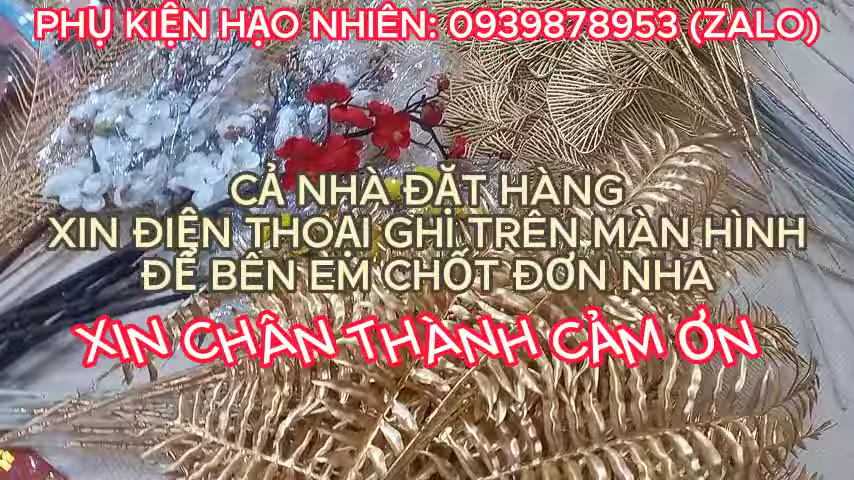 PHỤ KIỆN HẠO NHIÊN: 0939878953 (ZALO)
CẢ NHÀ ĐẶT HÀNG
XIN ĐIỆN THOẠI GHI TRÊN MÀN HÌNH
ĐỂ BÊN EM CHỐT ĐƠN NHA
XIN CHÂN THÀNH CẢM ƠN